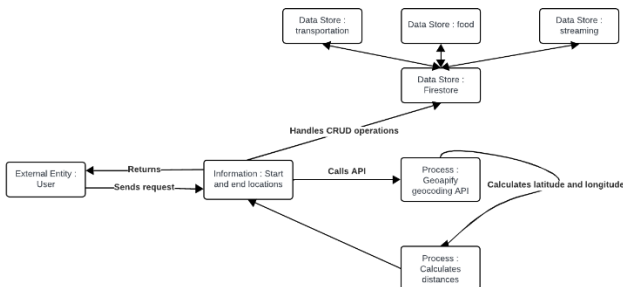 Data Store :
transportation
Data Store : food
Data Store :
streaming
Data Store :
Firestore
Handles CRUD operations
External Entity :
User
Returns
Sends request
Information : Start
and end locations
Calls API
Process :
Geoapify
geocoding API
Calculates latitude and longitude
Process :
Calculates
distances